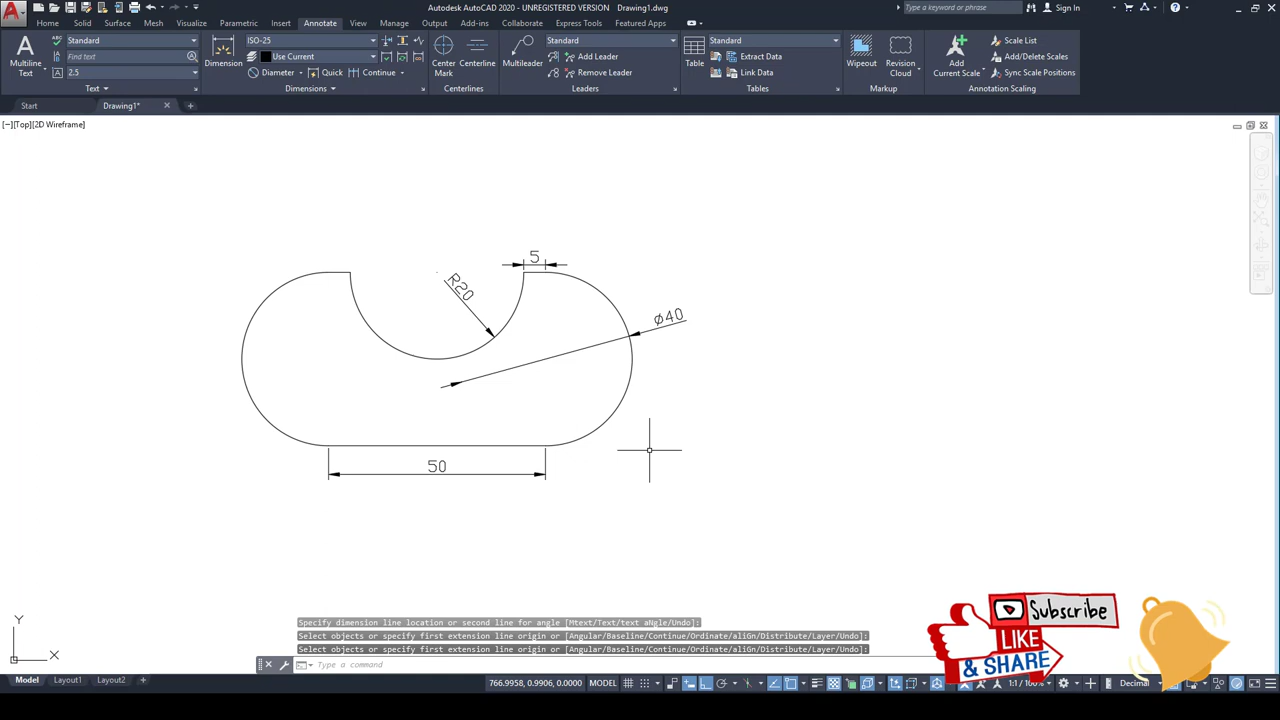 Autodesk AutoCAD 2020 - UNREGISTERED VERSION Drawing1.dwg
Type a keyword or phrase
Sign In
Home Solid Surface Mesh Visualize Parametric Insert Annotate View Manage Output Add-ins Collaborate Express Tools Featured Apps
Multiline Text
Standard
Find text
2.5
Text
Dimension
ISO-25
Use Current
Diameter
Quick
Continue
Dimensions
Center Mark
Centerline
Centerlines
Multileader
Standard
Add Leader
Remove Leader
Leaders
Table
Standard
Extract Data
Link Data
Tables
Wipeout
Revision Cloud
Markup
Add Current Scale
Scale List
Add/Delete Scales
Sync Scale Positions
Annotation Scaling
Start
Drawing1*
[−][Top][2D Wireframe]
5
R20
ø40
50
Y
X
Specify dimension line location or second line for angle [Mtext/Text/text aNgle/Undo]:
Select objects or specify first extension line origin or [Angular/Baseline/Continue/Ordinate/aliGn/Distribute/Layer/Undo]:
Select objects or specify first extension line origin or [Angular/Baseline/Continue/Ordinate/aliGn/Distribute/Layer/Undo]:
Type a command
Subscribe
LIKE
& SHARE
Model Layout1 Layout2
766.9958, 0.9906, 0.0000 MODEL
1:1 / 100%
Decimal